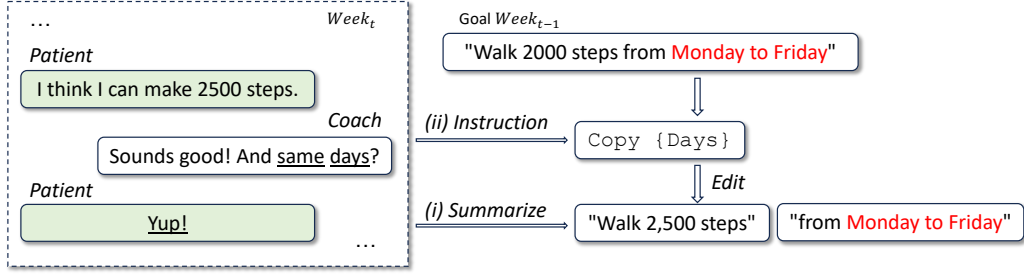 ...
Week_t
Patient
I think I can make 2500 steps.
Coach
Sounds good! And same days?
Patient
Yup!
...
(ii) Instruction
(i) Summarize
Goal Week_{t−1}
"Walk 2000 steps from Monday to Friday"
Copy {Days}
Edit
"Walk 2,500 steps" "from Monday to Friday"